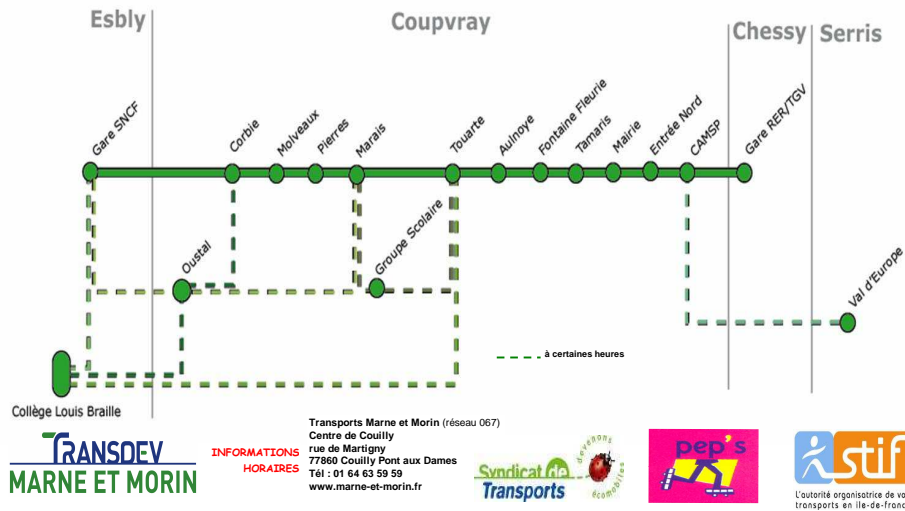 Esbly
Coupvray
Chessy
Serris
Gare SNCF
Corbie
Molveaux
Pierres
Marais
Touarte
Aulnoye
Fontaine Fleurie
Tamaris
Mairie
Entrée Nord
CAMSP
Gare RER/TGV
Oustal
Groupe Scolaire
Val d'Europe
à certaines heures
Collège Louis Braille
TRANSDEV
MARNE ET MORIN
INFORMATIONS
HORAIRES
Transports Marne et Morin (réseau 067)
Centre de Couilly
rue de Martigny
77860 Couilly Pont aux Dames
Tél : 01 64 63 59 59
www.marne-et-morin.fr
Syndicat de
Transports
devenons
écomobiles
pep's
stif
L'autorité organisatrice de vo
transports en île-de-franc